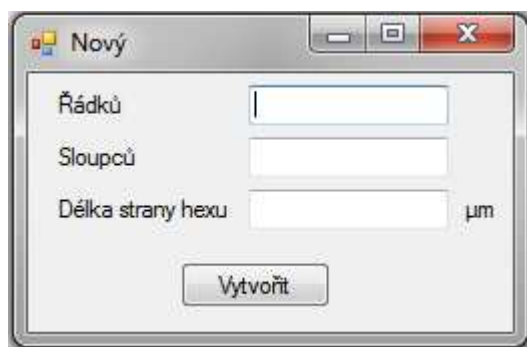 Nový
Řádků
Sloupců
Délka strany hexu µm
Vytvořit